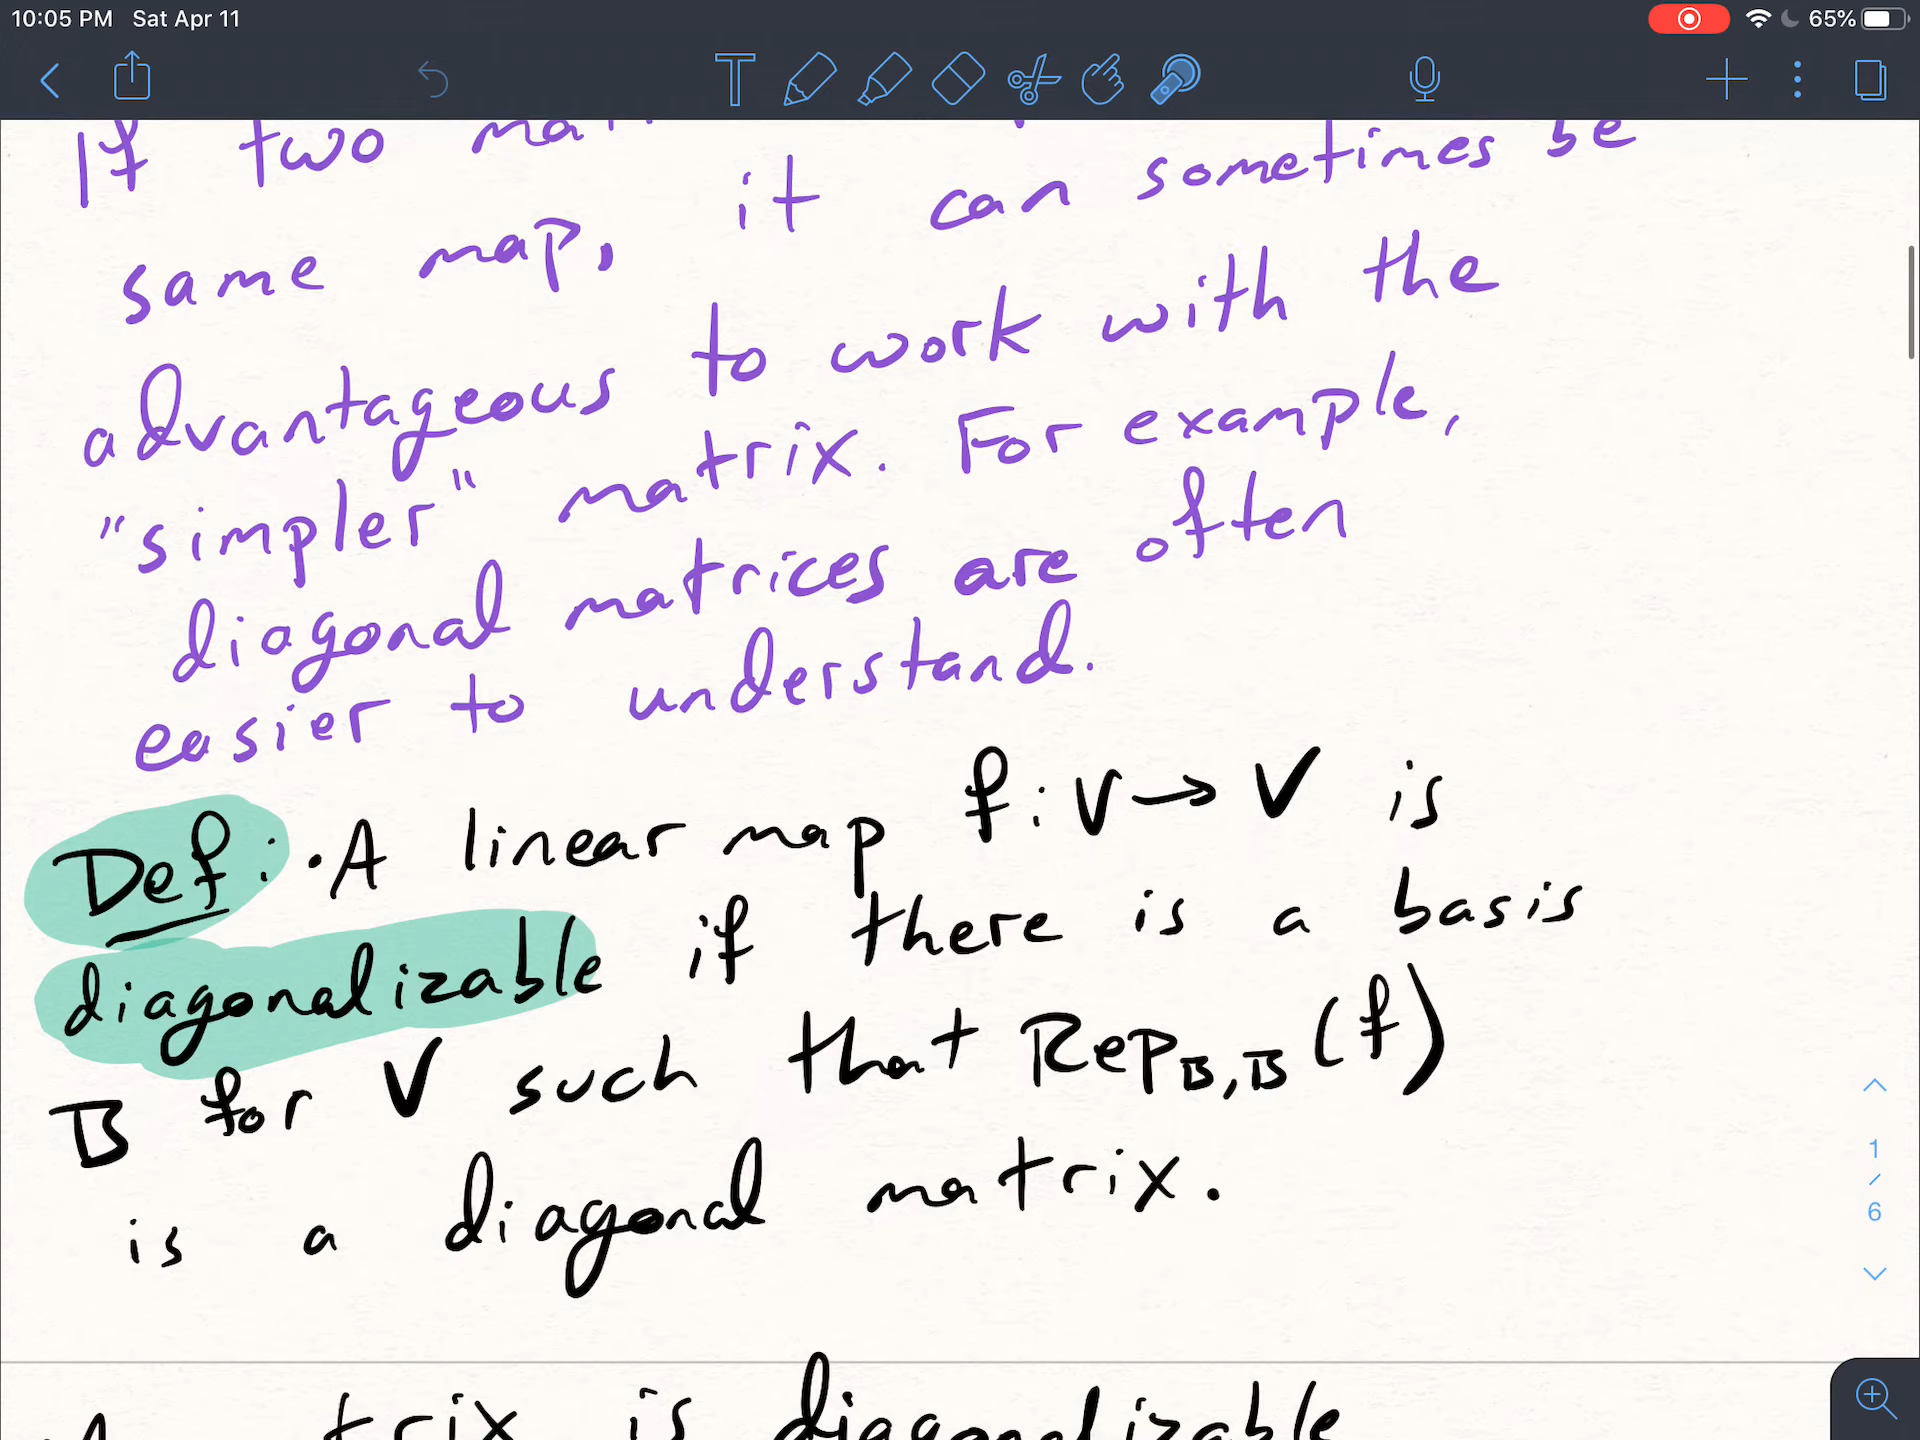 10:05 PM Sat Apr 11 65%
If two
it can sometimes be
same map,
advantageous to work with the
"simpler" matrix. For example,
diagonal matrices are often
easier to understand.
Def: • A linear map f: V → V is
diagonalizable if there is a basis
B for V such that Rep B,B (f)
is a diagonal matrix.
1
/
6
is diagonalizable